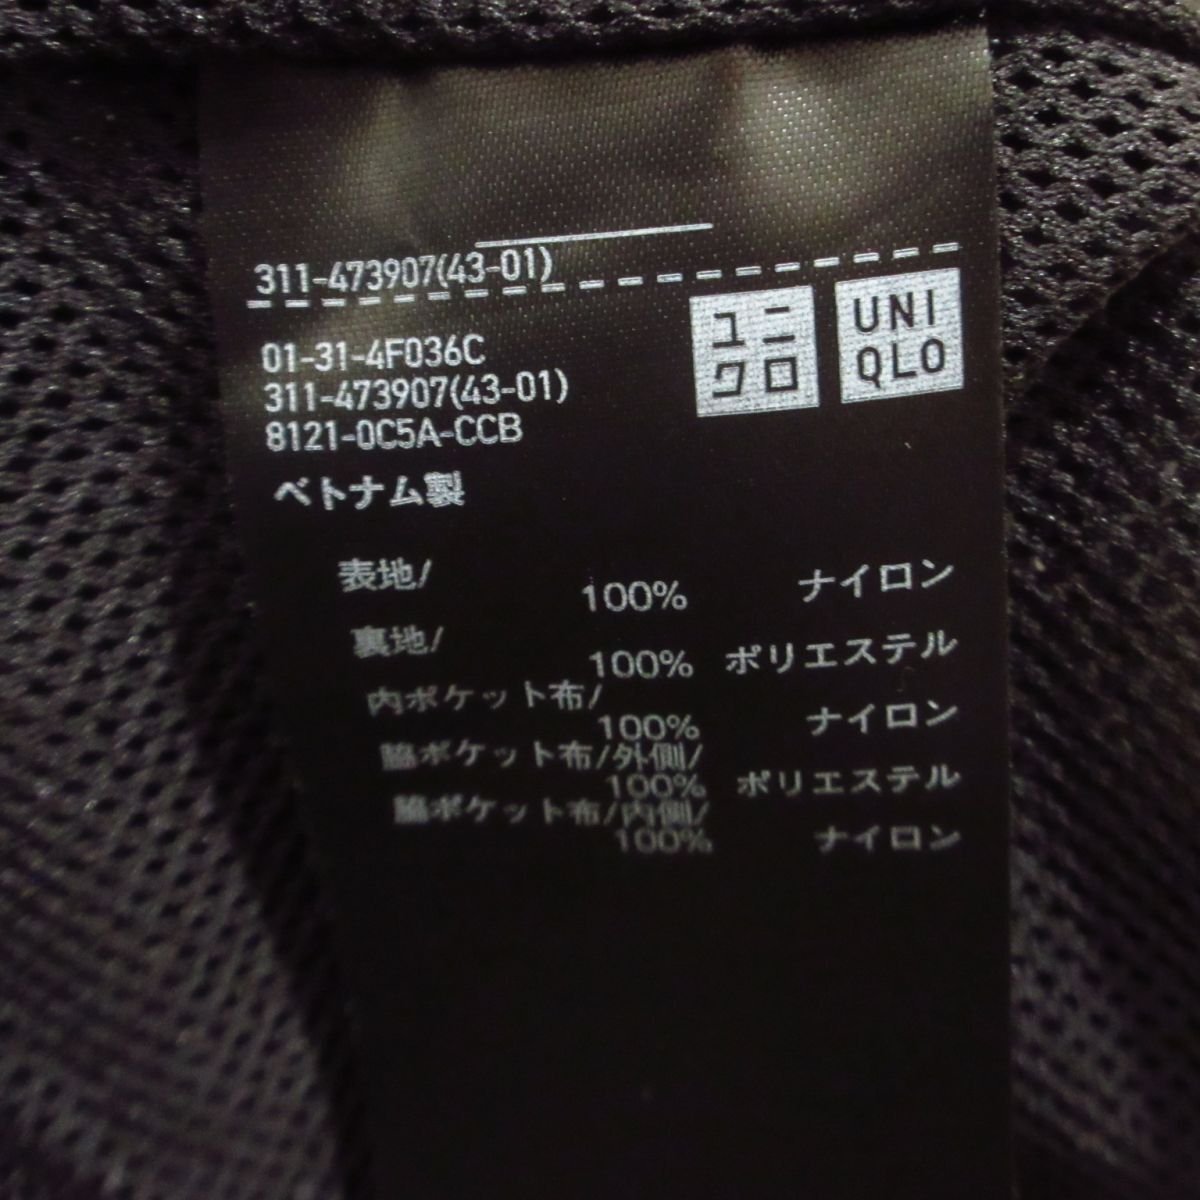 311-473907(43-01)
ユニ
クロ
UNI
QLO
01-31-4F036C
311-473907(43-01)
8121-0C5A-CCB
ベトナム製
表地/
100% ナイロン
裏地/
100% ポリエステル
内ポケット布/
100% ナイロン
脇ポケット布/外側/
100% ポリエステル
脇ポケット布/内側/
100% ナイロン